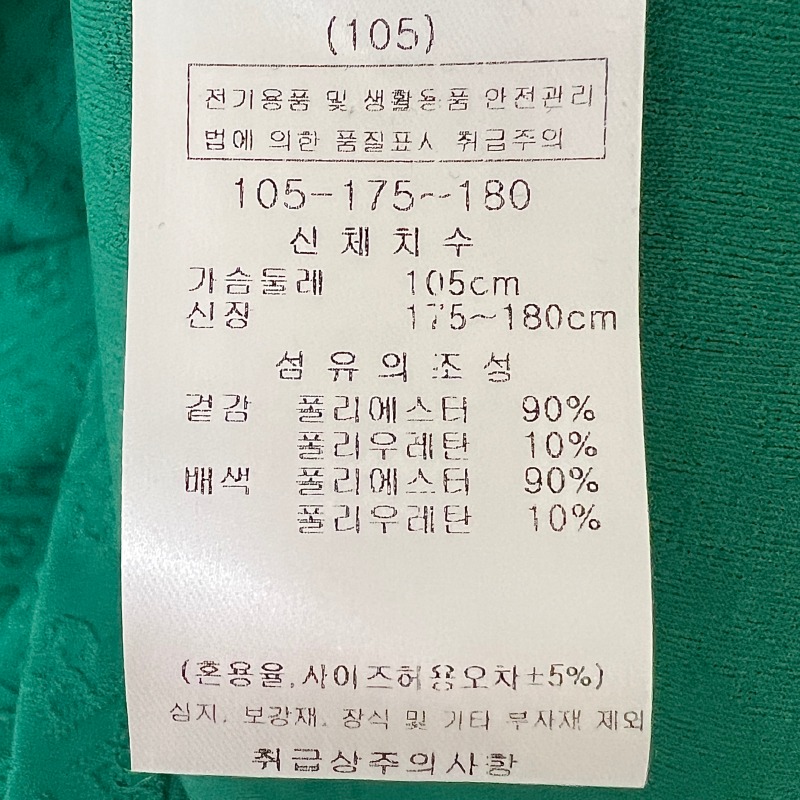 (105)
전기용품 및 생활용품 안전관리
법에 의한 품질표시 취급주의
105-175~-180
신체치수
가슴둘레 105cm
신장 175~180cm
섬유의조성
겉감 폴리에스터 90%
폴리우레탄 10%
배색 폴리에스터 90%
폴리우레탄 10%
(혼용율,사이즈허용오차±5%)
심지, 보강재, 장식 및 기타 부자재 제외
취급상주의사항